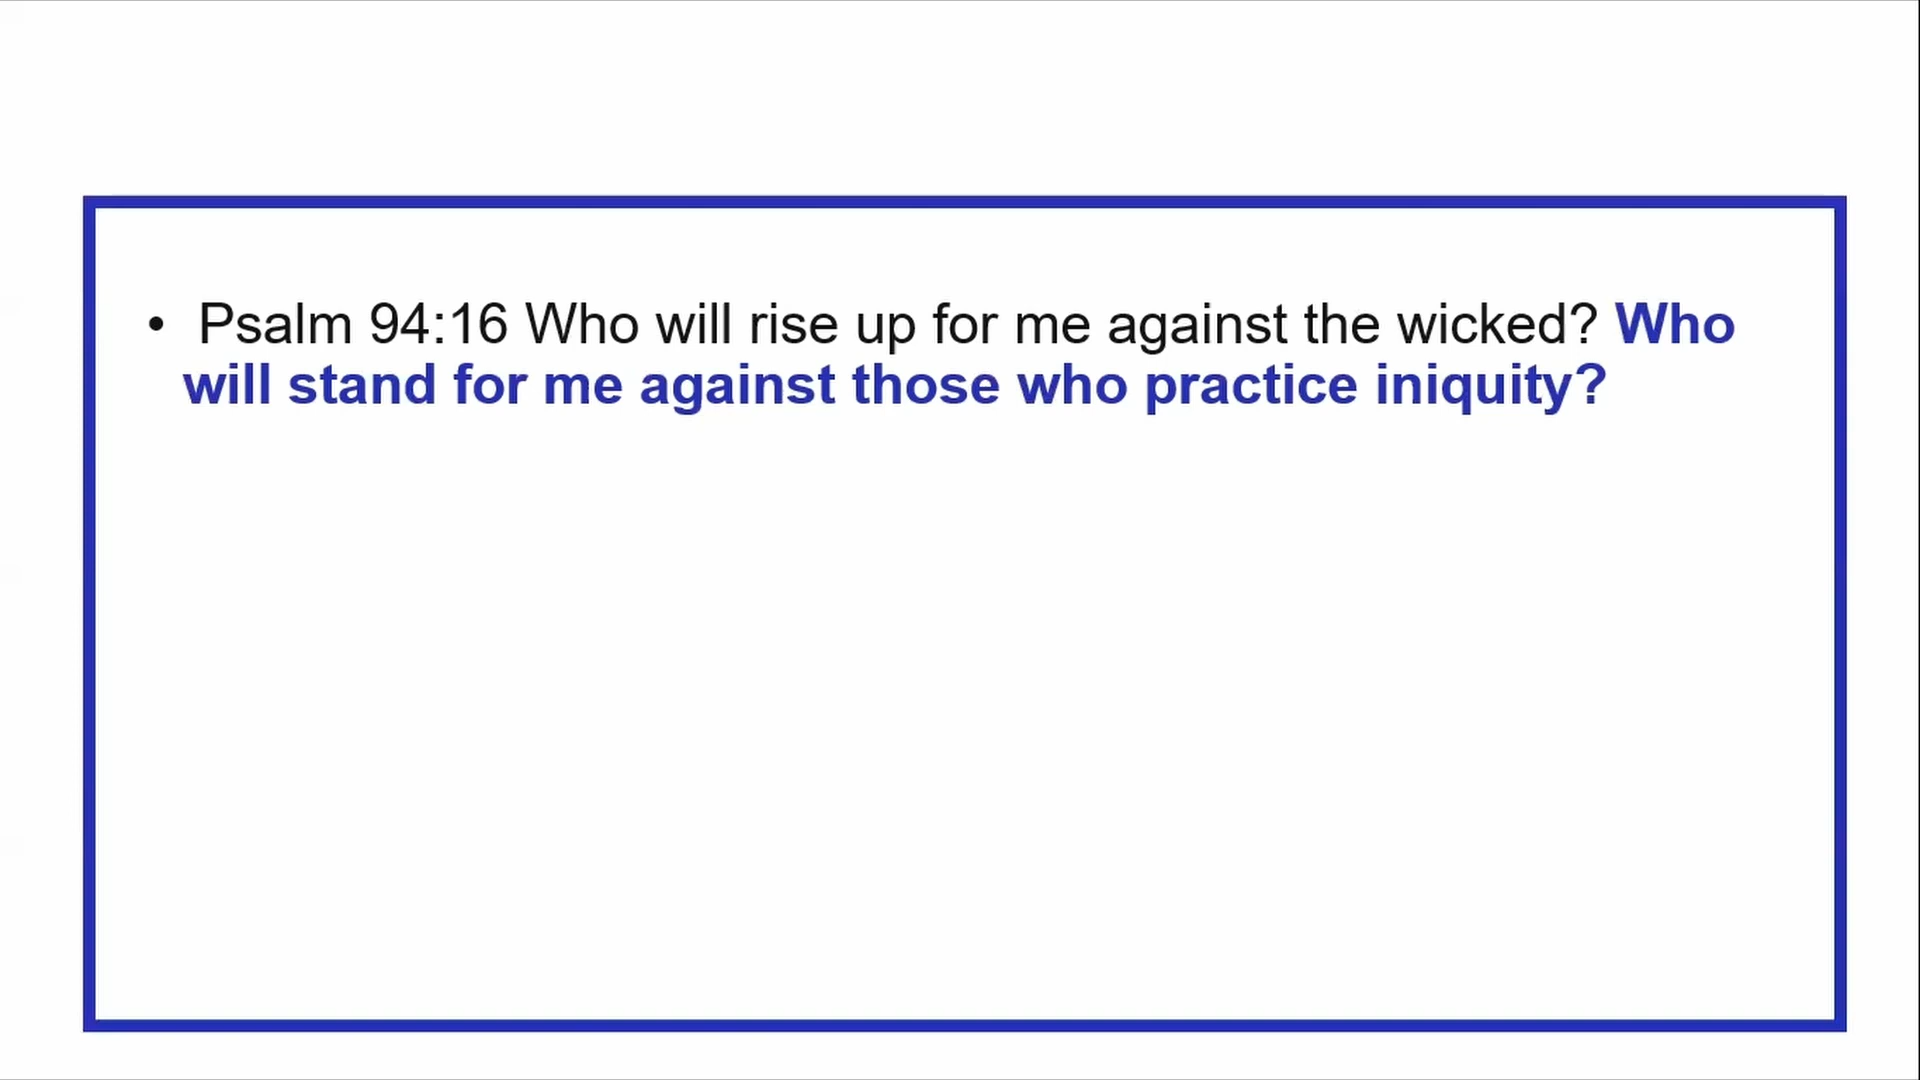 • Psalm 94:16 Who will rise up for me against the wicked? Who
will stand for me against those who practice iniquity?